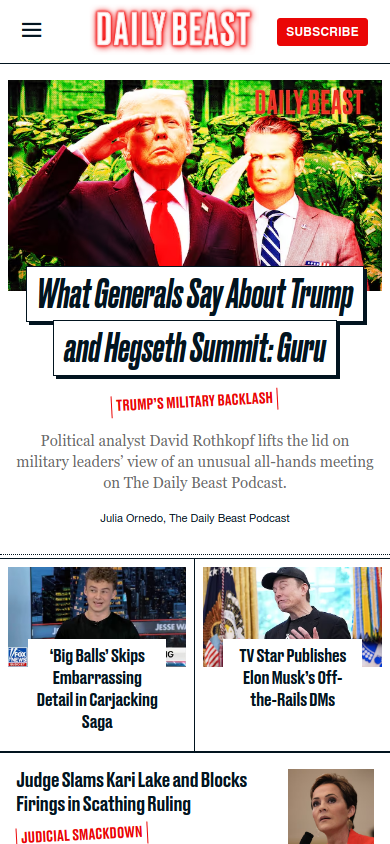 DAILY BEAST
SUBSCRIBE
DAILY BEAST
What Generals Say About Trump
and Hegseth Summit: Guru
TRUMP'S MILITARY BACKLASH
Political analyst David Rothkopf lifts the lid on
military leaders’ view of an unusual all-hands meeting
on The Daily Beast Podcast.
Julia Ornedo, The Daily Beast Podcast
JESSE WA
FOX
NEWS
NG
‘Big Balls’ Skips
Embarrassing
Detail in Carjacking
Saga
TV Star Publishes
Elon Musk’s Off-
the-Rails DMs
Judge Slams Kari Lake and Blocks
Firings in Scathing Ruling
JUDICIAL SMACKDOWN